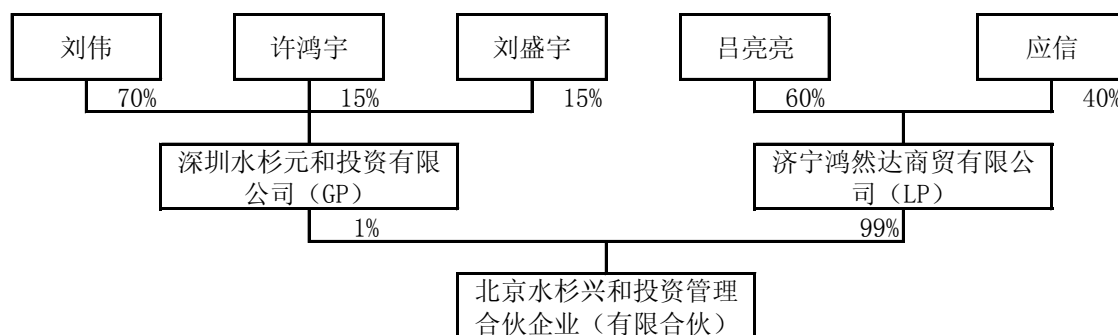 刘伟
许鸿宇
刘盛宇
吕亮亮
应信
70%
15%
15%
60%
40%
深圳水杉元和投资有限
公司（GP）
济宁鸿然达商贸有限公
司（LP）
1%
99%
北京水杉兴和投资管理
合伙企业（有限合伙）